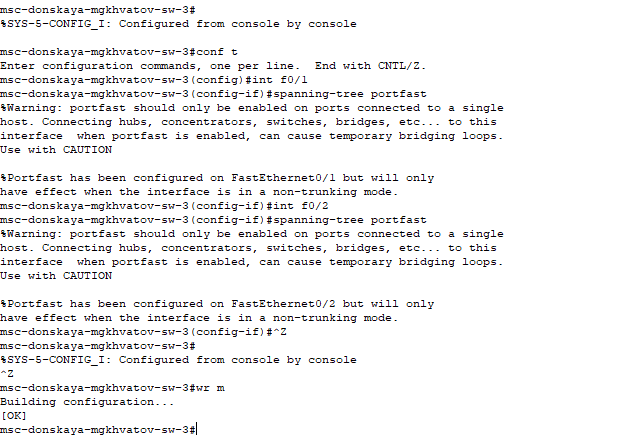 msc-donskaya-mgkhvatov-sw-3#
%SYS-5-CONFIG_I: Configured from console by console
msc-donskaya-mgkhvatov-sw-3#conf t
Enter configuration commands, one per line.  End with CNTL/Z.
msc-donskaya-mgkhvatov-sw-3(config)#int f0/1
msc-donskaya-mgkhvatov-sw-3(config-if)#spanning-tree portfast
%Warning: portfast should only be enabled on ports connected to a single
host. Connecting hubs, concentrators, switches, bridges, etc... to this
interface  when portfast is enabled, can cause temporary bridging loops.
Use with CAUTION
%Portfast has been configured on FastEthernet0/1 but will only
have effect when the interface is in a non-trunking mode.
msc-donskaya-mgkhvatov-sw-3(config-if)#int f0/2
msc-donskaya-mgkhvatov-sw-3(config-if)#spanning-tree portfast
%Warning: portfast should only be enabled on ports connected to a single
host. Connecting hubs, concentrators, switches, bridges, etc... to this
interface  when portfast is enabled, can cause temporary bridging loops.
Use with CAUTION
%Portfast has been configured on FastEthernet0/2 but will only
have effect when the interface is in a non-trunking mode.
msc-donskaya-mgkhvatov-sw-3(config-if)#^Z
msc-donskaya-mgkhvatov-sw-3#
%SYS-5-CONFIG_I: Configured from console by console
^Z
msc-donskaya-mgkhvatov-sw-3#wr m
Building configuration...
[OK]
msc-donskaya-mgkhvatov-sw-3#